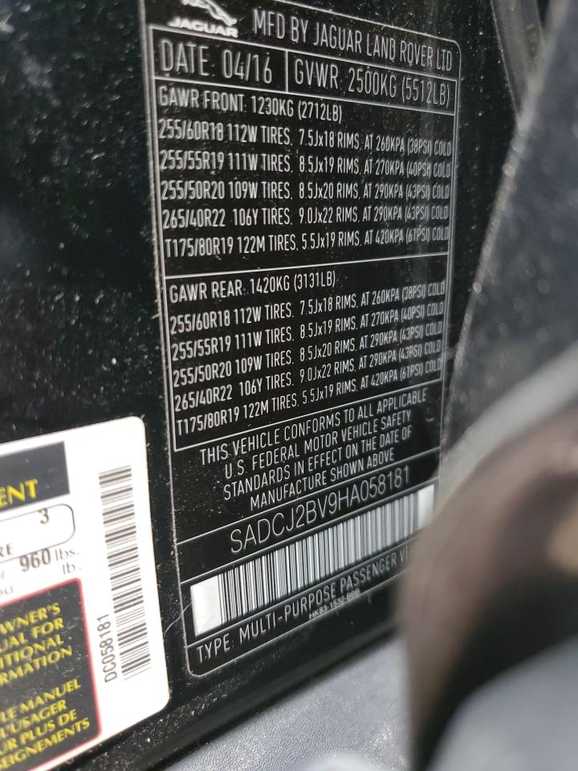 JAGUAR
MFD BY JAGUAR LAND ROVER LTD
DATE: 04/16 GVWR: 2500KG (5512LB)
GAWR FRONT: 1230KG (2712LB)
255/60R18 112W TIRES, 7.5Jx18 RIMS, AT 260KPA (38PSI) COLD
255/55R19 111W TIRES, 8.5Jx19 RIMS, AT 270KPA (40PSI) COLD
255/50R20 109W TIRES, 8.5Jx20 RIMS, AT 290KPA (43PSI) COLD
265/40R22 106Y TIRES, 9.0Jx22 RIMS, AT 290KPA (43PSI) COLD
T175/80R19 122M TIRES, 5.5Jx19 RIMS, AT 420KPA (61PSI) COLD
GAWR REAR: 1420KG (3131LB)
255/60R18 112W TIRES, 7.5Jx18 RIMS, AT 260KPA (38PSI) COLD
255/55R19 111W TIRES, 8.5Jx19 RIMS, AT 270KPA (40PSI) COLD
255/50R20 109W TIRES, 8.5Jx20 RIMS, AT 290KPA (43PSI) COLD
265/40R22 106Y TIRES, 9.0Jx22 RIMS, AT 290KPA (43PSI) COLD
T175/80R19 122M TIRES, 5.5Jx19 RIMS, AT 420KPA (61PSI) COLD
THIS VEHICLE CONFORMS TO ALL APPLICABLE
U.S. FEDERAL MOTOR VEHICLE SAFETY
STANDARDS IN EFFECT ON THE DATE OF
MANUFACTURE SHOWN ABOVE
SADCJ2BV9HA058181
TYPE: MULTI-PURPOSE PASSENGER VE
ENT
3
RE
960 lbs.
lb.
DC058181
OWNER'S
UAL FOR
DITIONAL
ORMATION
LE MANUEL
L'USAGER
UR PLUS DE
SEIGNEMENTS